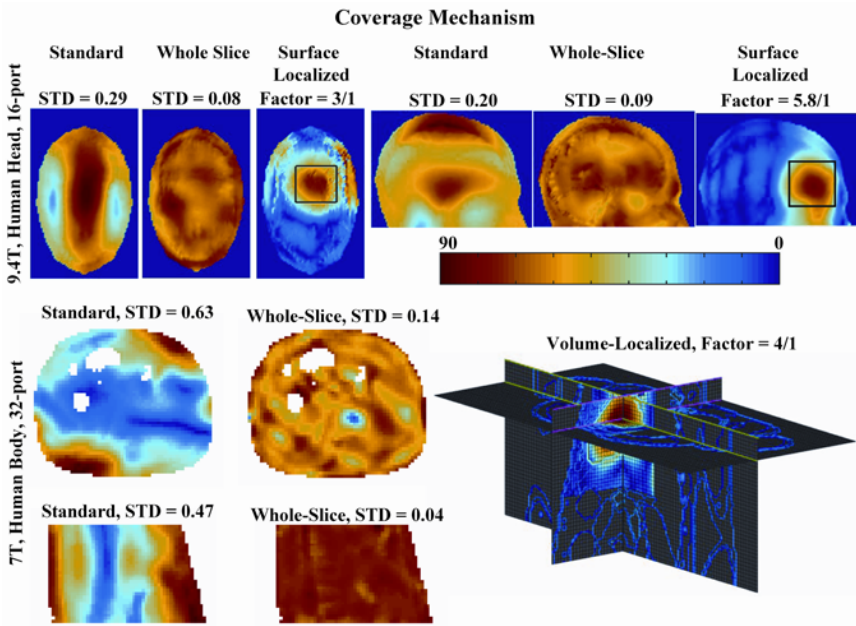 Coverage Mechanism
Standard
Whole Slice
Surface
Localized
Standard
Whole-Slice
Surface
Localized
STD = 0.29
STD = 0.08
Factor = 3/1
STD = 0.20
STD = 0.09
Factor = 5.8/1
9.4T, Human Head, 16-port
90
0
Standard, STD = 0.63
Whole-Slice, STD = 0.14
Volume-Localized, Factor = 4/1
7T, Human Body, 32-port
Standard, STD = 0.47
Whole-Slice, STD = 0.04